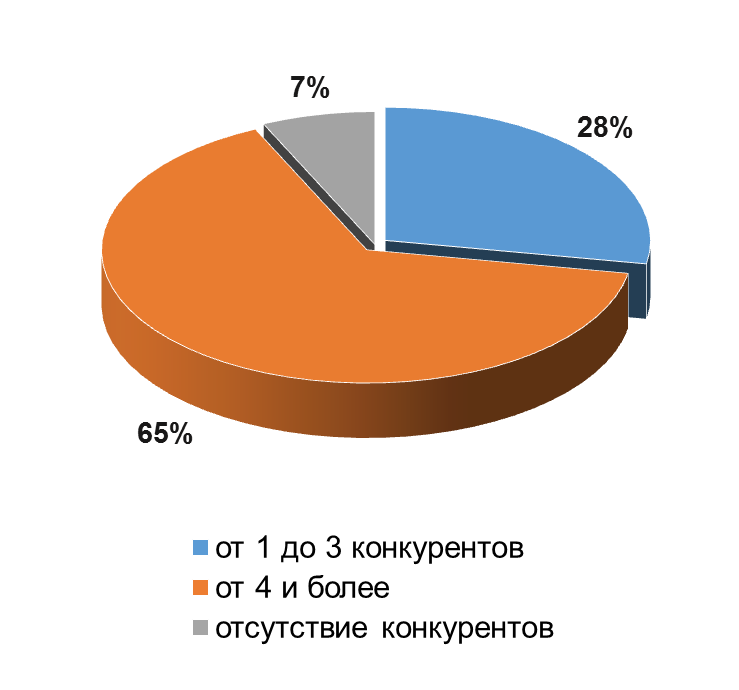 7%
28%
65%
от 1 до 3 конкурентов
от 4 и более
отсутствие конкурентов